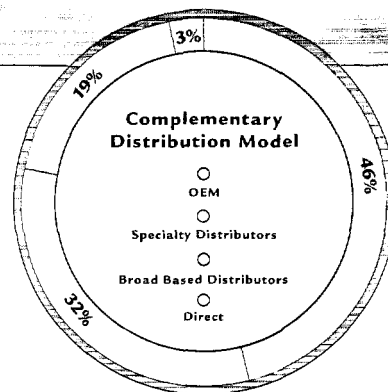 3%
19%
46%
32%
Complementary
Distribution Model
OEM
Specialty Distributors
Broad Based Distributors
Direct